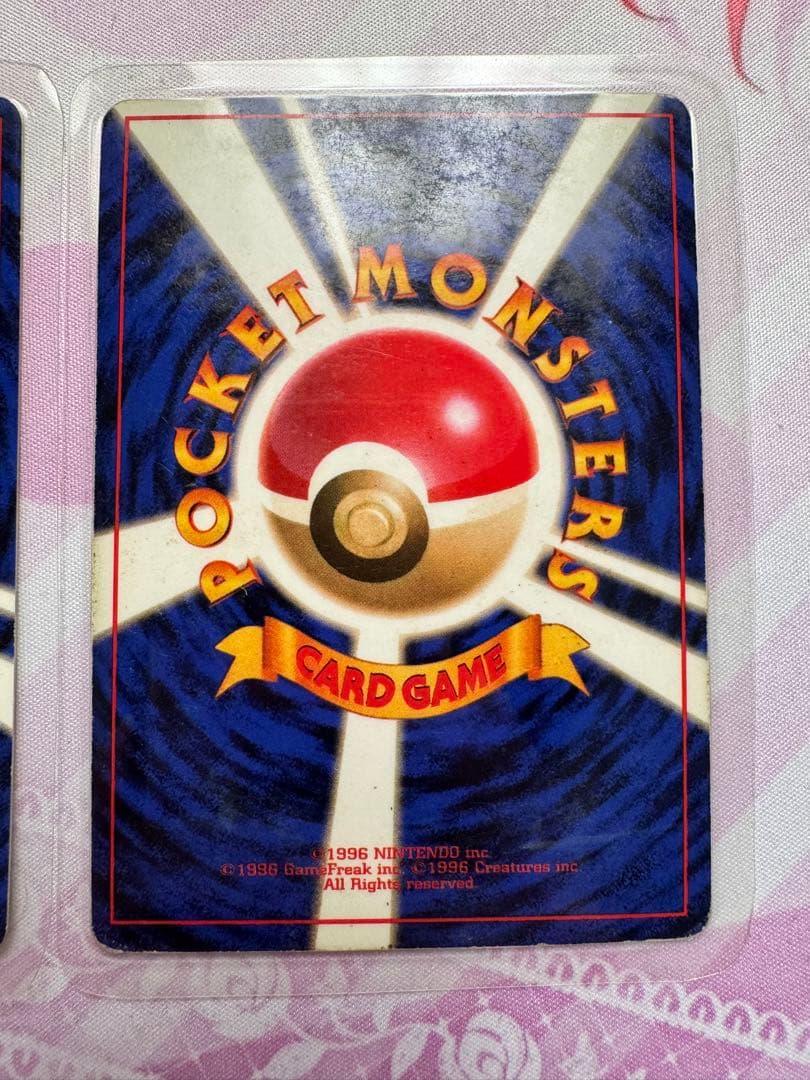 POCKET MONSTERS
CARD GAME
©1996 NINTENDO inc.
©1996 GameFreak inc. ©1996 Creatures inc.
All Rights reserved.